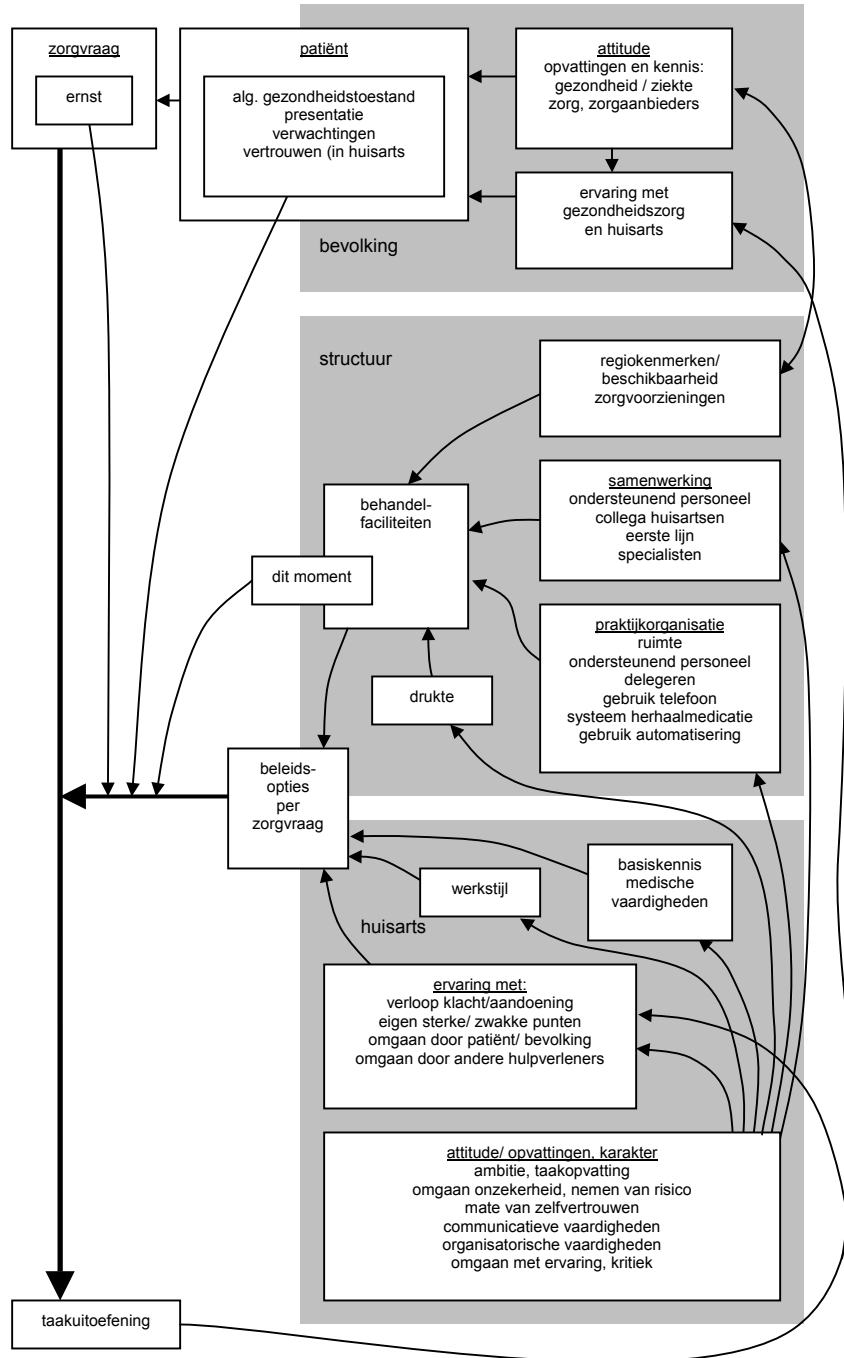 zorgvraag
ernst
patiënt
alg. gezondheidstoestand
presentatie
verwachtingen
vertrouwen (in huisarts
attitude
opvattingen en kennis:
gezondheid / ziekte
zorg, zorgaanbieders
ervaring met
gezondheidszorg
en huisarts
bevolking
structuur
regiokenmerken/
beschikbaarheid
zorgvoorzieningen
behandel-
faciliteiten
samenwerking
ondersteunend personeel
collega huisartsen
eerste lijn
specialisten
dit moment
praktijkorganisatie
ruimte
ondersteunend personeel
delegeren
gebruik telefoon
systeem herhaalmedicatie
gebruik automatisering
drukte
beleids-
opties
per
zorgvraag
basiskennis
medische
vaardigheden
werkstijl
huisarts
ervaring met:
verloop klacht/aandoening
eigen sterke/ zwakke punten
omgaan door patiënt/ bevolking
omgaan door andere hulpverleners
attitude/ opvattingen, karakter
ambitie, taakopvatting
omgaan onzekerheid, nemen van risico
mate van zelfvertrouwen
communicatieve vaardigheden
organisatorische vaardigheden
omgaan met ervaring, kritiek
taakuitoefening